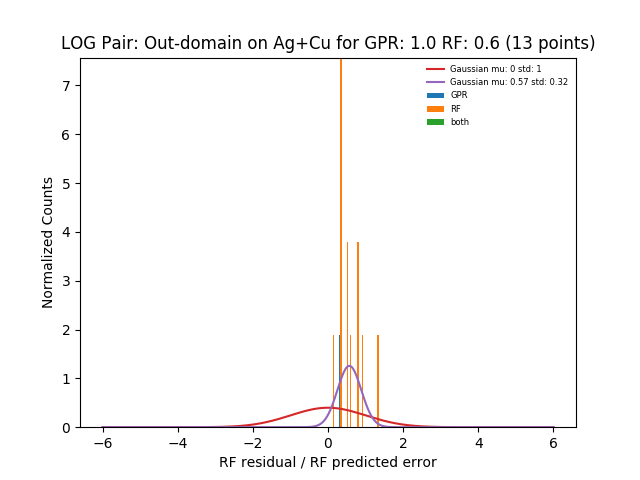 LOG Pair: Out-domain on Ag+Cu for GPR: 1.0 RF: 0.6 (13 points)
Gaussian mu: 0 std: 1
Gaussian mu: 0.57 std: 0.32
GPR
RF
both
Normalized Counts
7
6
5
4
3
2
1
0
−6 −4 −2 0 2 4 6
RF residual / RF predicted error